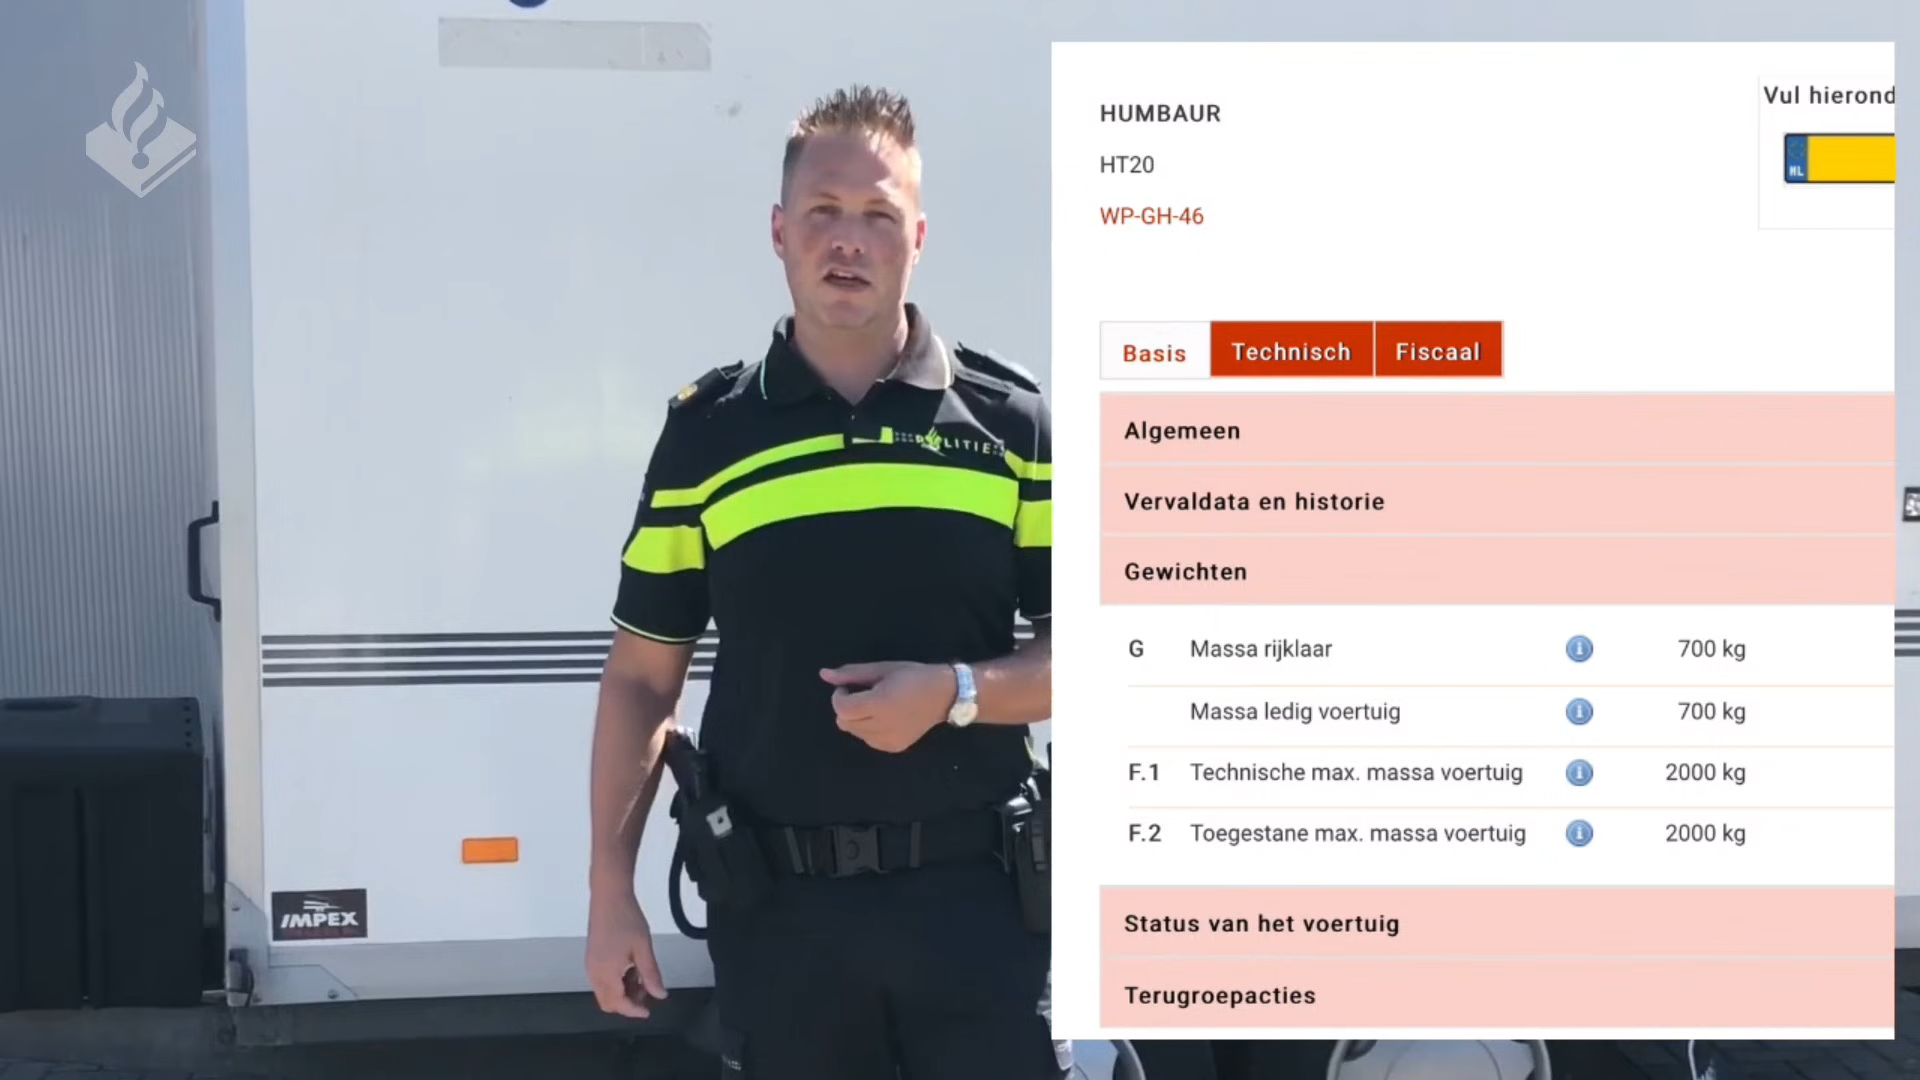 HUMBAUR
HT20
WP-GH-46
Vul hierond
NL
Basis
Technisch
Fiscaal
Algemeen
Vervaldata en historie
Gewichten
G Massa rijklaar 700 kg
Massa ledig voertuig 700 kg
F.1 Technische max. massa voertuig 2000 kg
F.2 Toegestane max. massa voertuig 2000 kg
Status van het voertuig
Terugroepacties
POLITIE
IMPEX